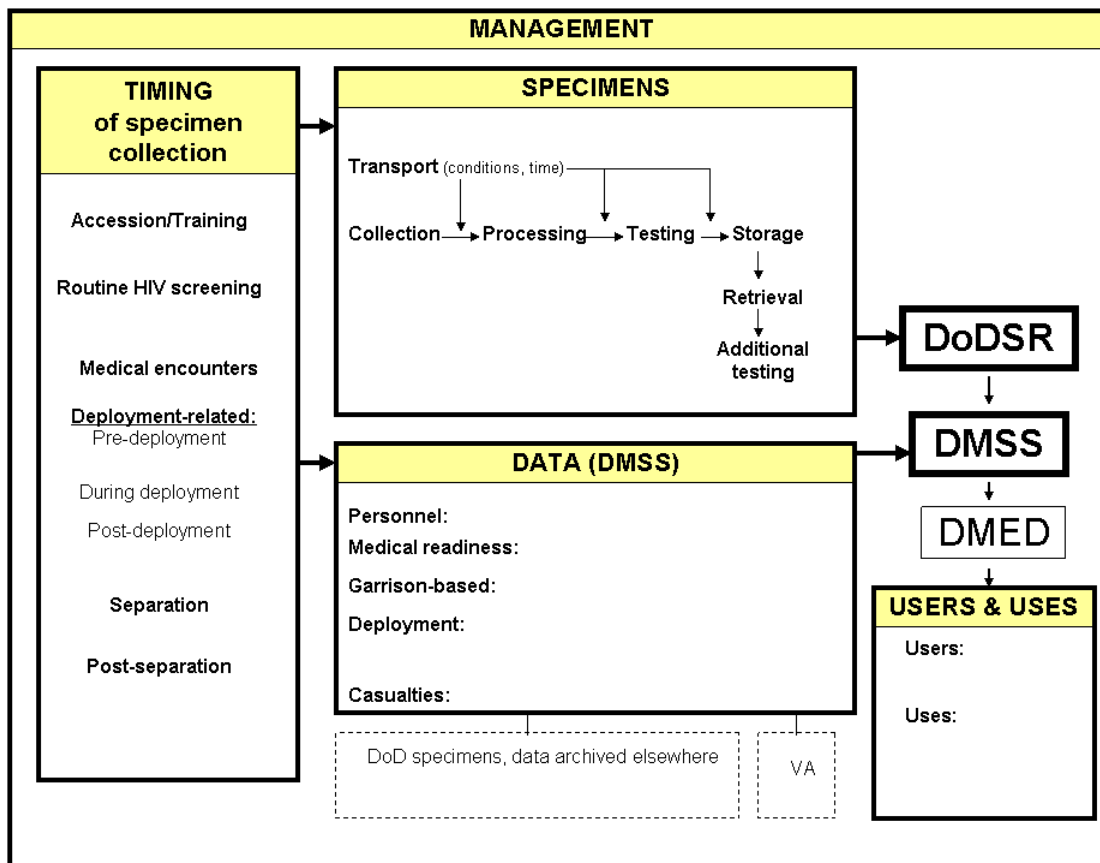 MANAGEMENT
TIMING
of specimen
collection
Accession/Training
Routine HIV screening
Medical encounters
Deployment-related:
Pre-deployment
During deployment
Post-deployment
Separation
Post-separation
SPECIMENS
Transport (conditions, time)
Collection Processing Testing Storage
Retrieval
Additional
testing
DATA (DMSS)
Personnel:
Medical readiness:
Garrison-based:
Deployment:
Casualties:
DoD specimens, data archived elsewhere
VA
DoDSR
DMSS
DMED
USERS & USES
Users:
Uses: